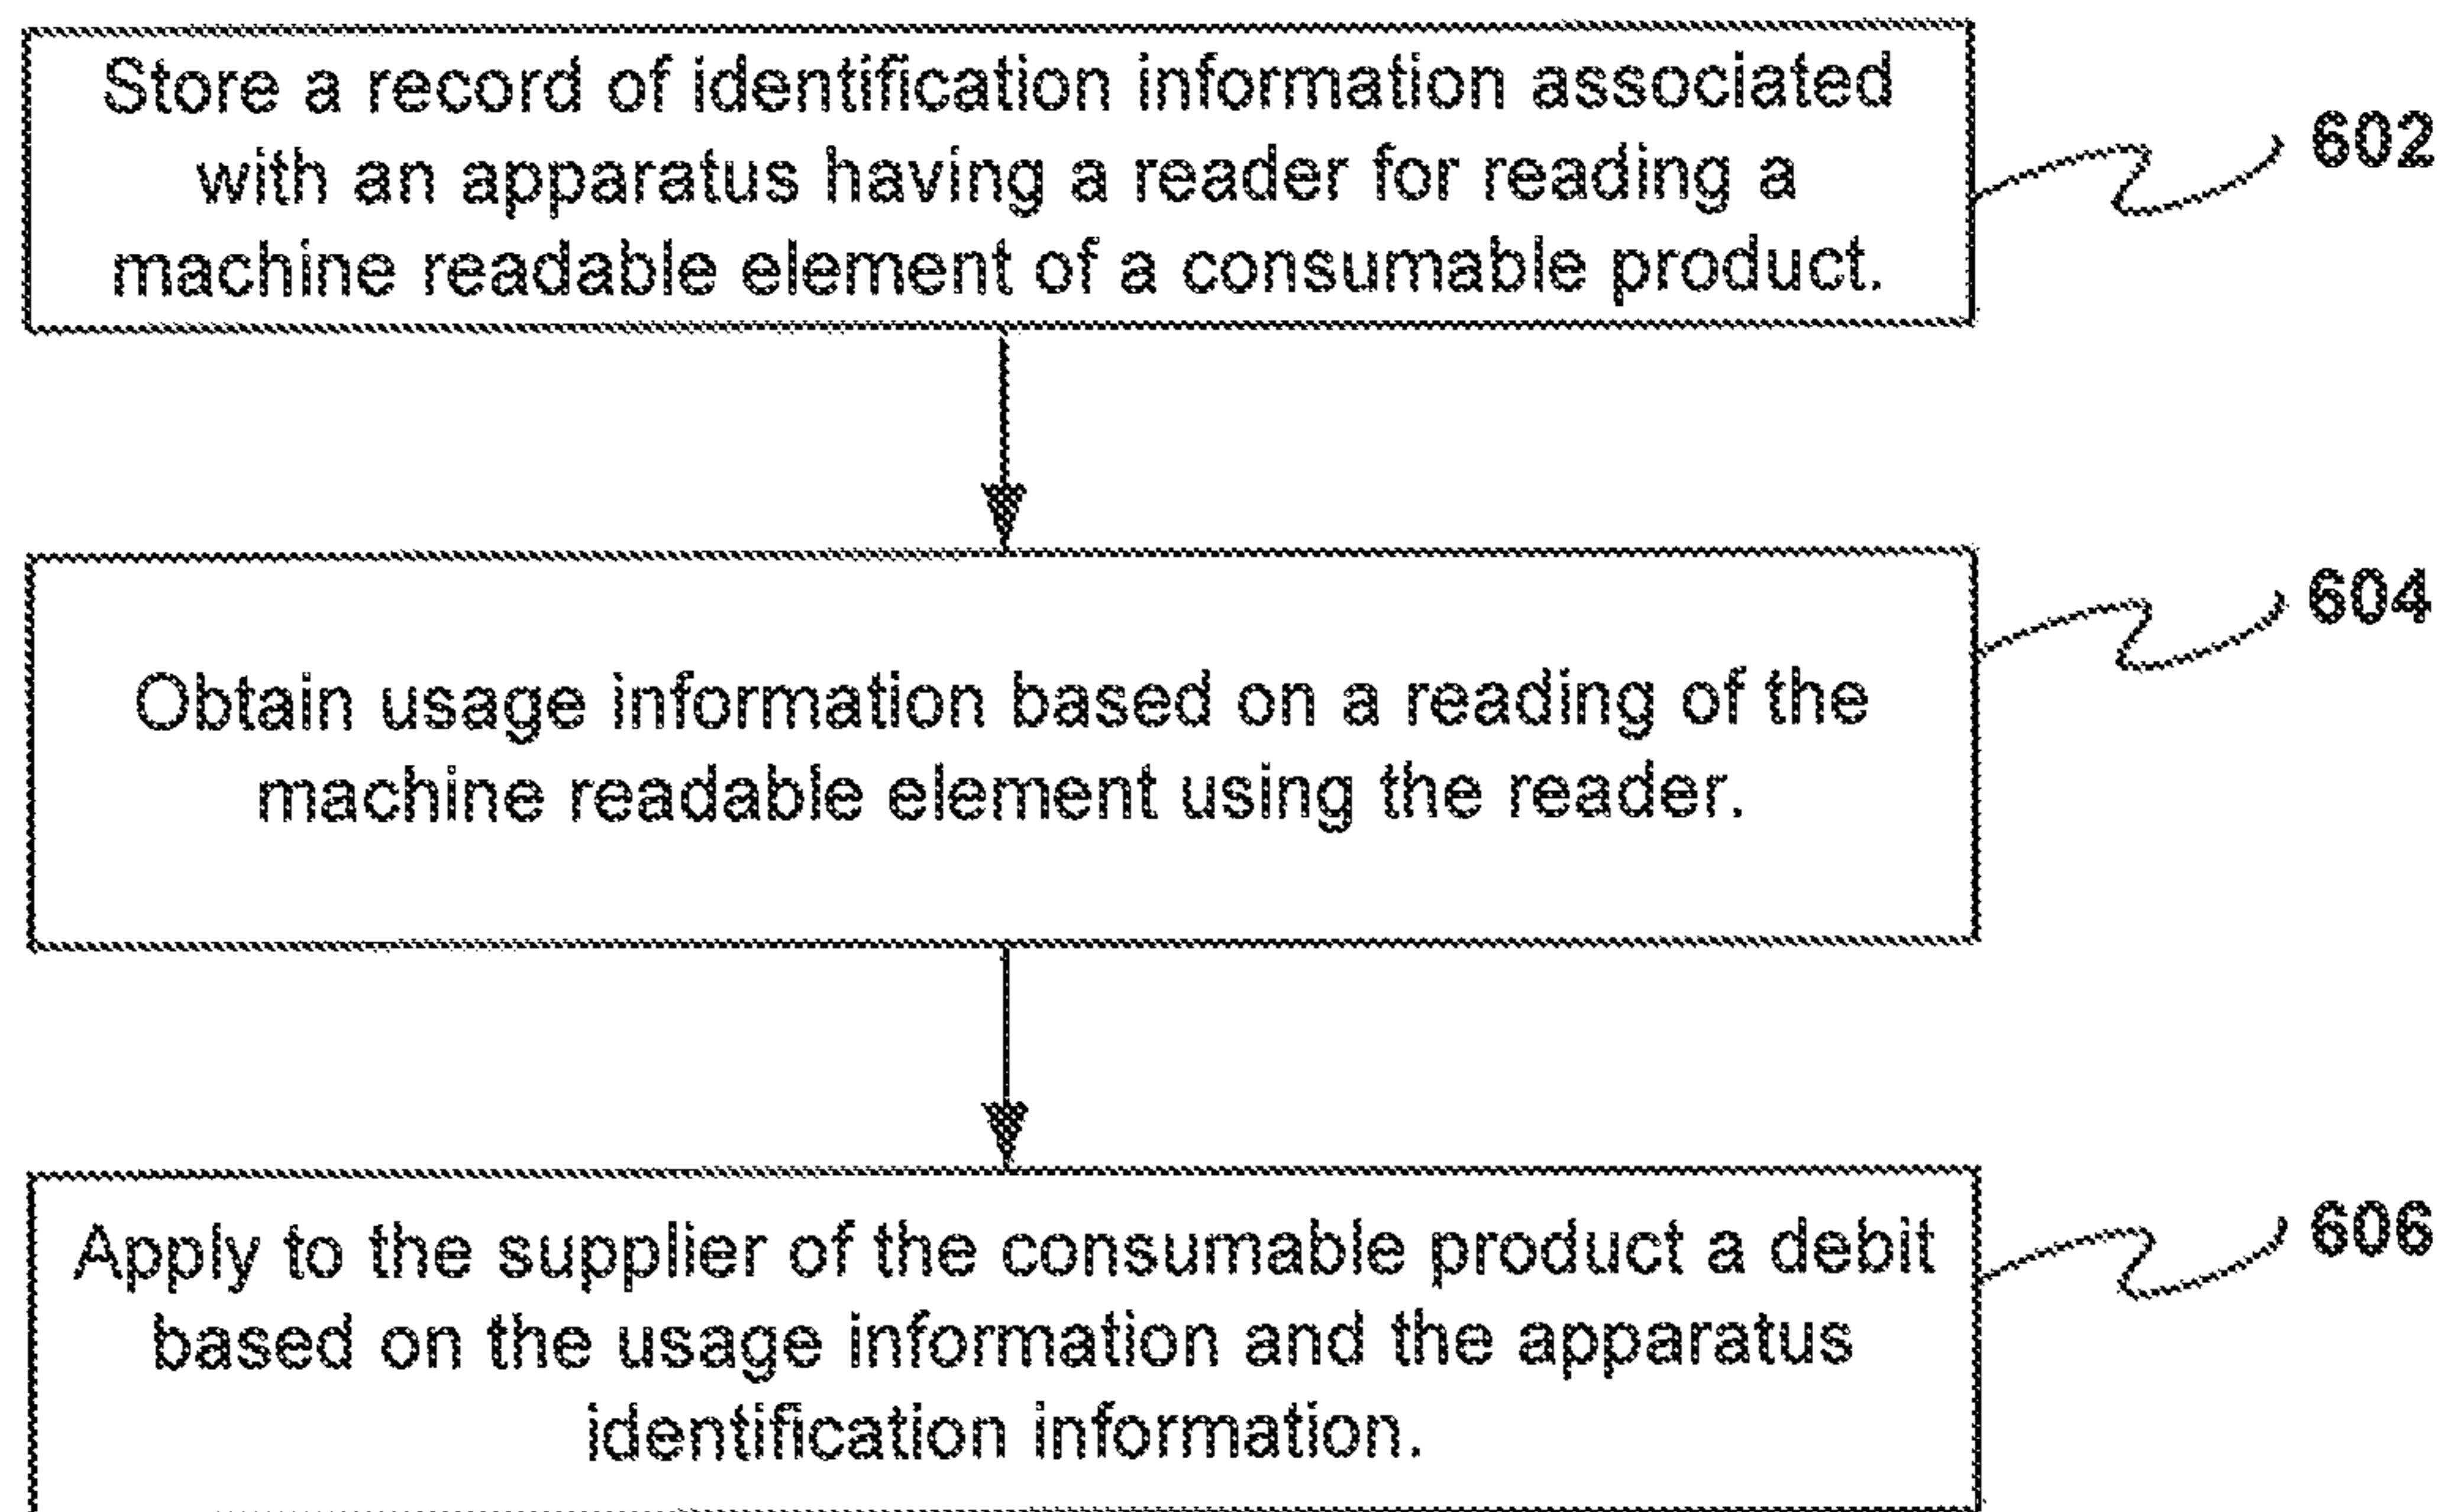 Store a record of identification information associated
with an apparatus having a reader for reading a
machine readable element of a consumable product.
602
Obtain usage information based on a reading of the
machine readable element using the reader.
604
Apply to the supplier of the consumable product a debit
based on the usage information and the apparatus
identification information.
606